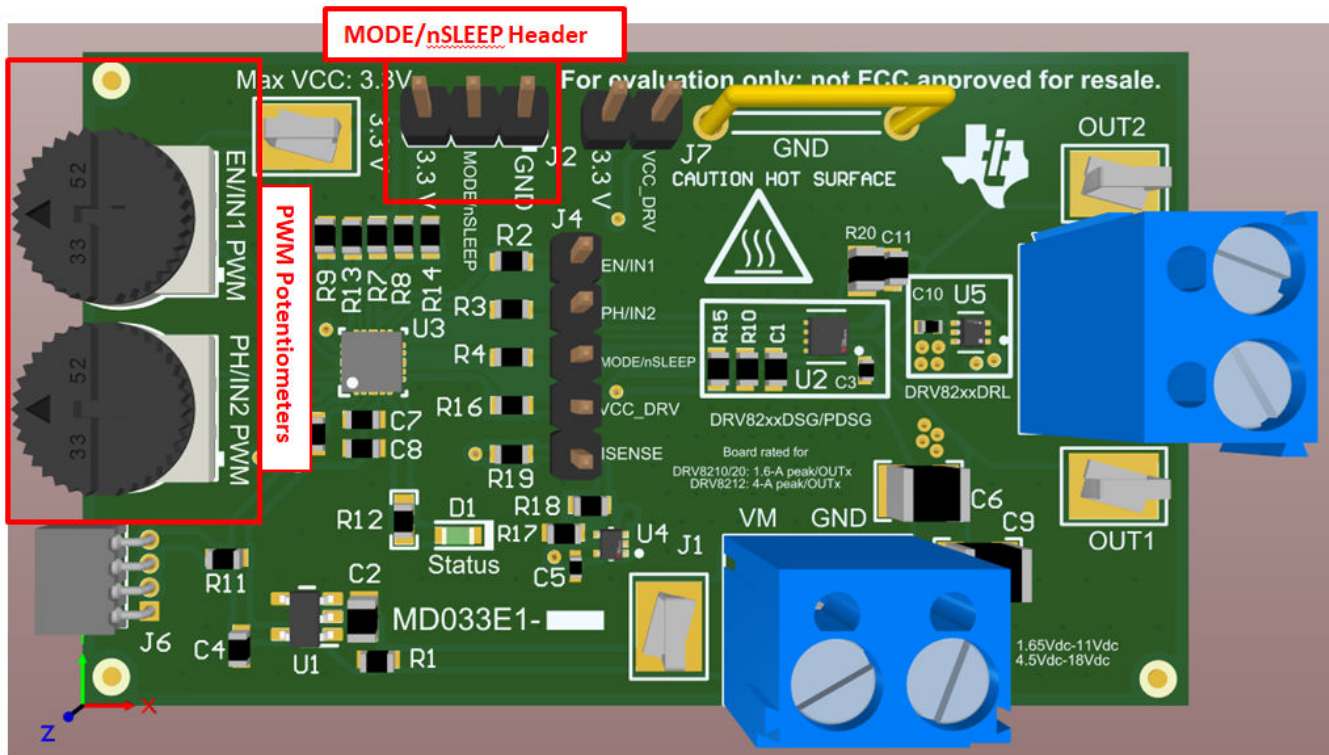 MODE/nSLEEP Header
Max VCC: 3.3V
For evaluation only; not FCC approved for resale.
3.3 V
3.3 V
MODE/nSLEEP
GND
J2
3.3 V
VCC_DRV
J7
GND
CAUTION HOT SURFACE
OUT2
52
33
EN/IN1 PWM
PWM Potentiometers
52
33
PH/IN2 PWM
R9
R13
R7
R8
R14
U3
C7
C8
R2
R3
R4
R16
R19
J4
EN/IN1
PH/IN2
MODE/nSLEEP
VCC_DRV
ISENSE
R20
C11
R15
R10
C1
U2
C3
DRV82xxDSG/PDSG
C10
U5
DRV82xxDRL
Board rated for
DRV8210/20: 1.6-A peak/OUTx
DRV8212: 4-A peak/OUTx
R12
D1
Status
R18
R17
U4
C5
J1
VM
GND
C6
C9
OUT1
R11
J6
C4
U1
C2
R1
MD033E1-
1.65Vdc-11Vdc
4.5Vdc-18Vdc
X
Z